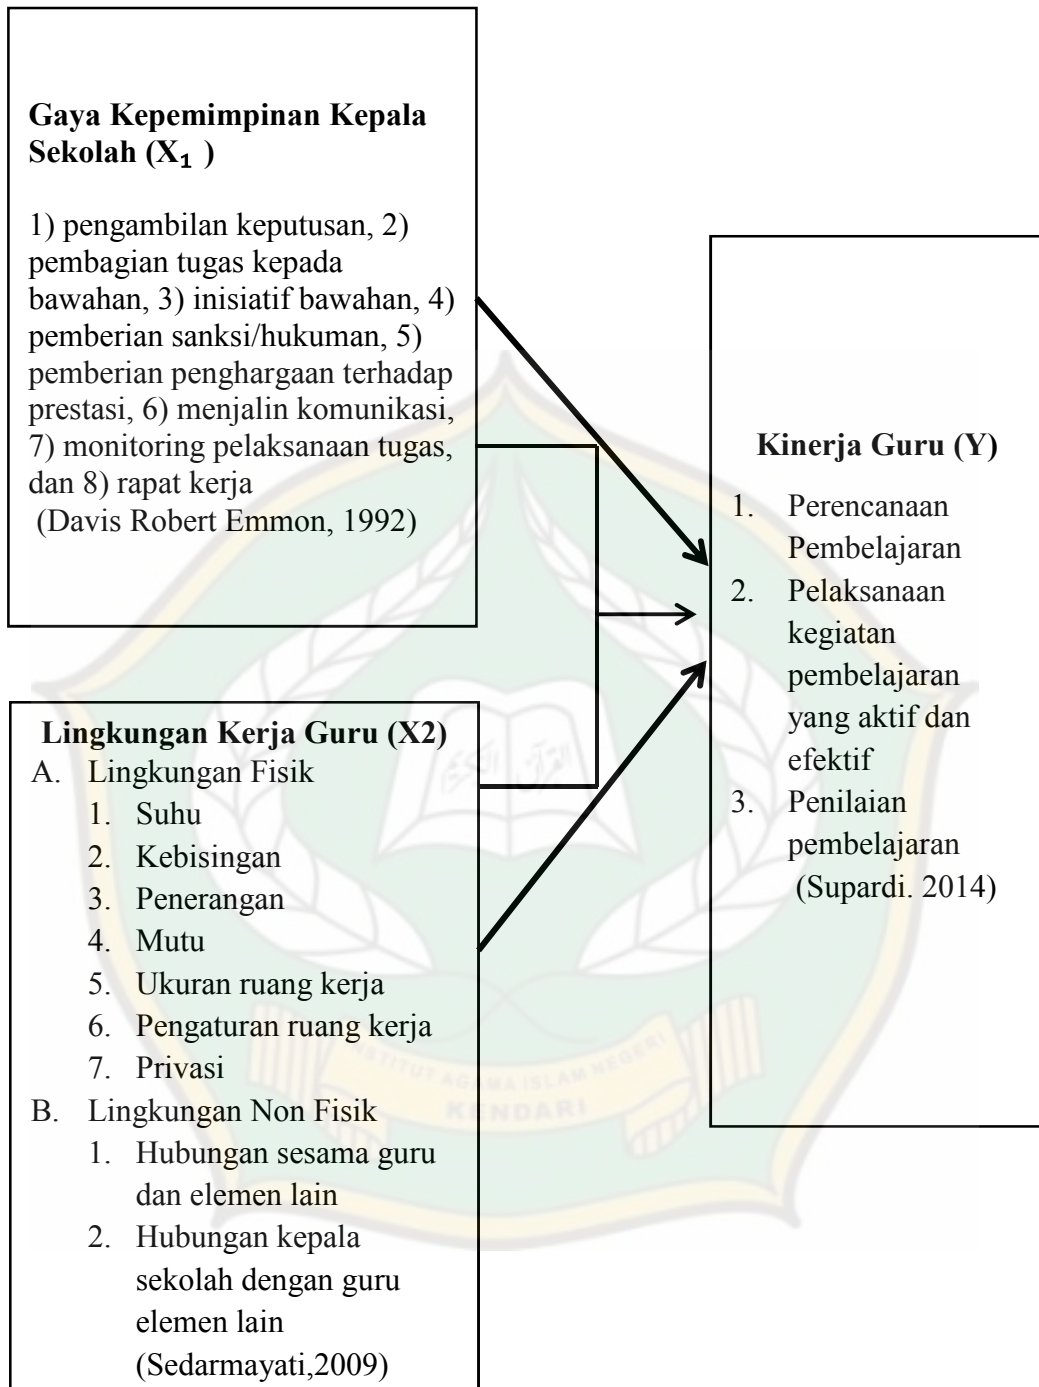 Gaya Kepemimpinan Kepala
Sekolah (X₁ )
1) pengambilan keputusan, 2)
pembagian tugas kepada
bawahan, 3) inisiatif bawahan, 4)
pemberian sanksi/hukuman, 5)
pemberian penghargaan terhadap
prestasi, 6) menjalin komunikasi,
7) monitoring pelaksanaan tugas,
dan 8) rapat kerja
(Davis Robert Emmon, 1992)
Lingkungan Kerja Guru (X2)
A. Lingkungan Fisik
1. Suhu
2. Kebisingan
3. Penerangan
4. Mutu
5. Ukuran ruang kerja
6. Pengaturan ruang kerja
7. Privasi
B. Lingkungan Non Fisik
1. Hubungan sesama guru
dan elemen lain
2. Hubungan kepala
sekolah dengan guru
elemen lain
(Sedarmayati,2009)
Kinerja Guru (Y)
1. Perencanaan
Pembelajaran
2. Pelaksanaan
kegiatan
pembelajaran
yang aktif dan
efektif
3. Penilaian
pembelajaran
(Supardi. 2014)
INSTITUT AGAMA ISLAM NEGERI
KENDARI